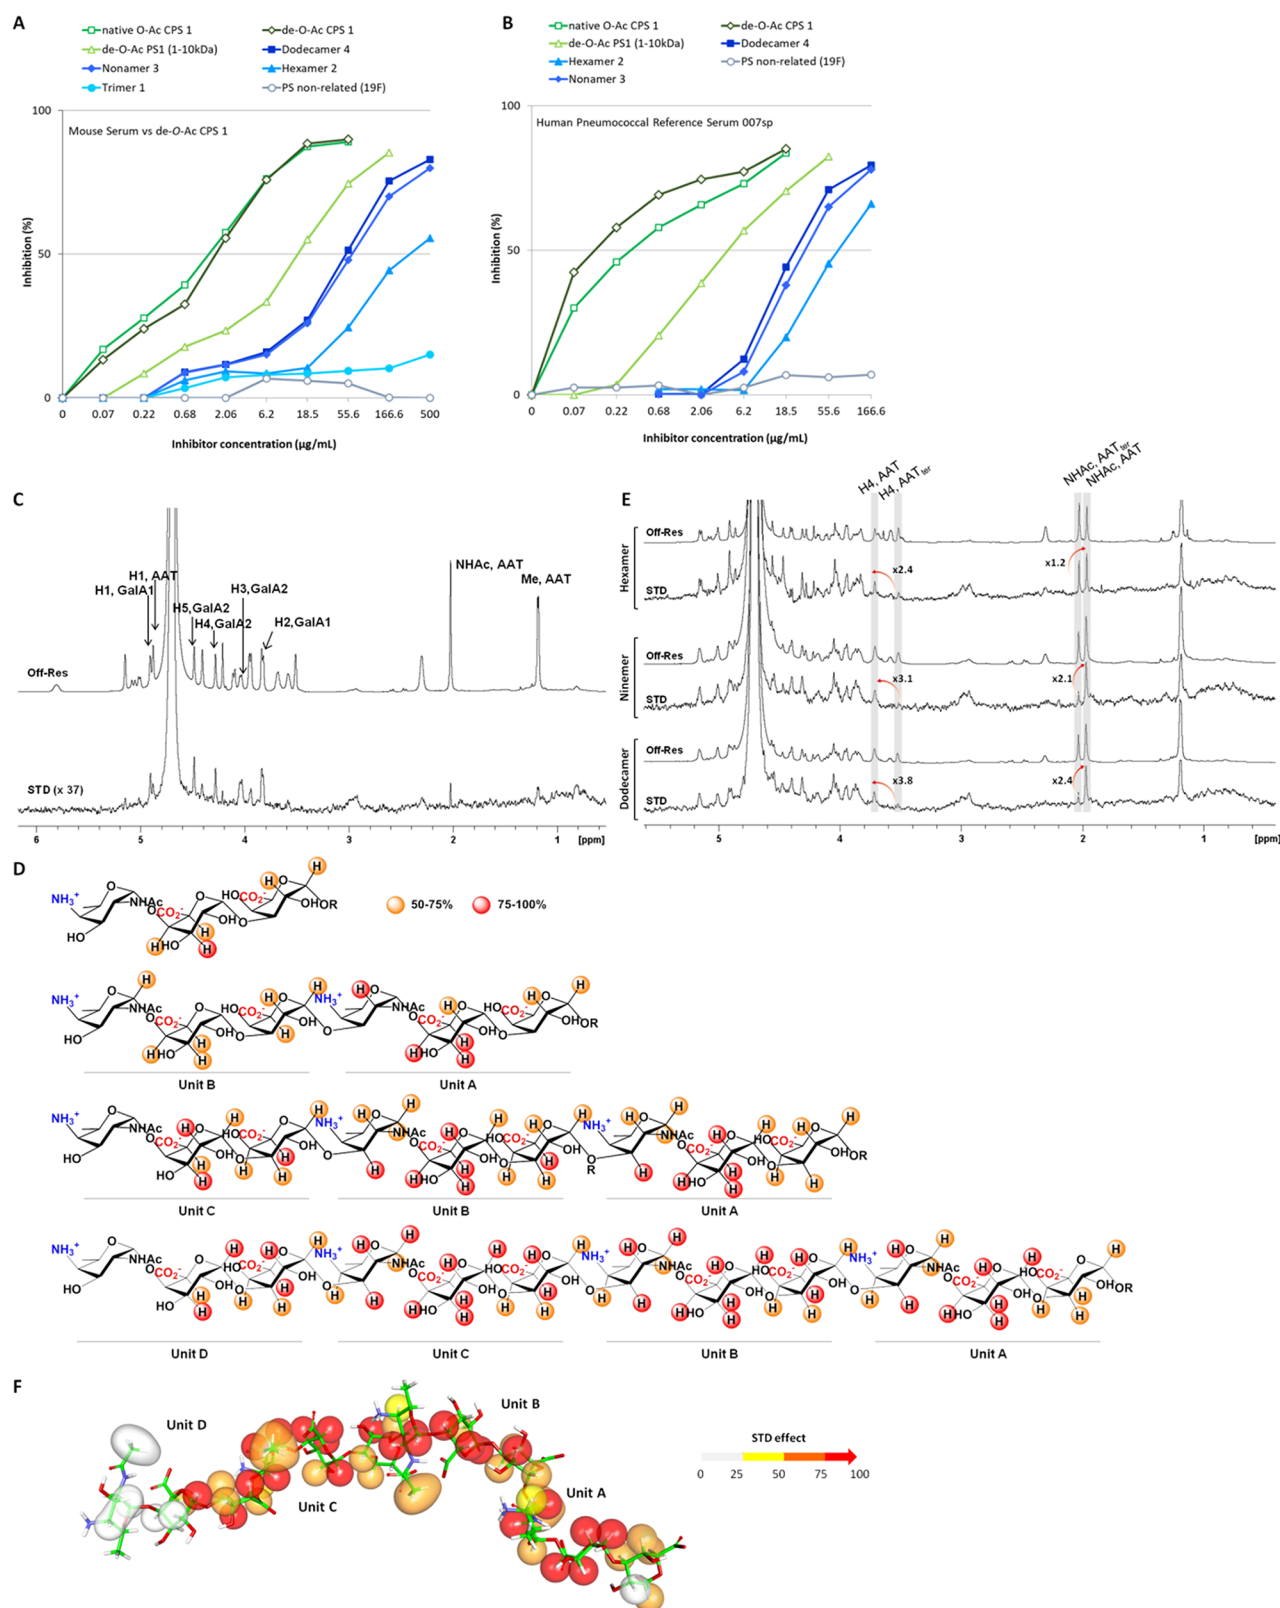 A
native O-Ac CPS 1
de-O-Ac CPS 1
de-O-Ac PS1 (1-10kDa)
Dodecamer 4
Nonamer 3
Hexamer 2
Trimer 1
PS non-related (19F)
100
Mouse Serum vs de-O-Ac CPS 1
50
0
Inhibition (%)
0 0.07 0.22 0.68 2.06 6.2 18.5 55.6 166.6 500
Inhibitor concentration (µg/mL)
B
native O-Ac CPS 1
de-O-Ac CPS 1
de-O-Ac PS1 (1-10kDa)
Dodecamer 4
Hexamer 2
PS non-related (19F)
Nonamer 3
100
Human Pneumococcal Reference Serum 007sp
50
0
Inhibition (%)
0 0.07 0.22 0.68 2.06 6.2 18.5 55.6 166.6
Inhibitor concentration (µg/mL)
C
H1, GalA1
H1, AAT
H5,GalA2
H4,GalA2
H3,GalA2
H2,GalA1
NHAc, AAT
Me, AAT
Off-Res
STD (x 37)
6 5 4 3 2 1 [ppm]
E
H4, AAT
H4, AATter
NHAc, AATter
NHAc, AAT
Hexamer
Off-Res
STD
x2.4
x1.2
Ninemer
Off-Res
STD
x3.1
x2.1
Dodecamer
Off-Res
STD
x3.8
x2.4
5 4 3 2 1 [ppm]
D
NH3+ HO NHAc O CO2- HO H H H O OH HOCO2- O H O H OHOR
50-75%
75-100%
Unit B
Unit A
Unit C
Unit B
Unit A
Unit D
Unit C
Unit B
Unit A
F
Unit D
Unit C
Unit B
Unit A
STD effect
0 25 50 75 100